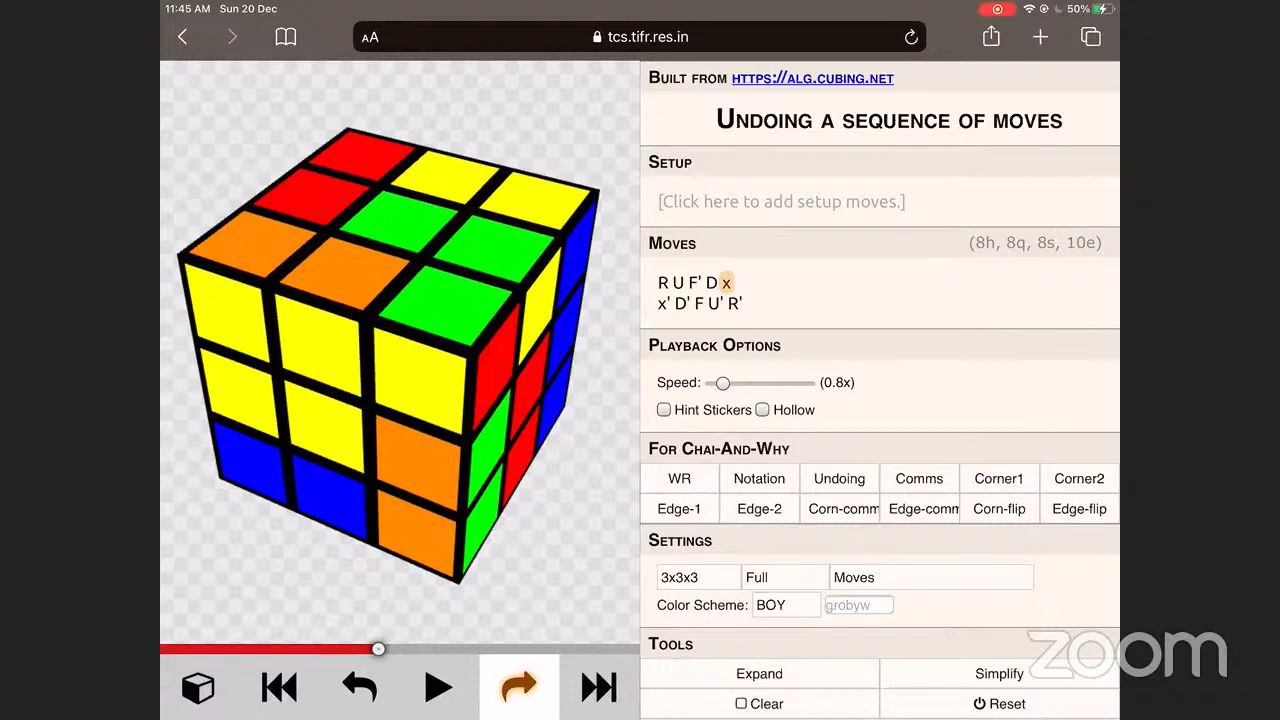 11:45 AM Sun 20 Dec
50%
AA
tcs.tifr.res.in
BUILT FROM HTTPS://ALG.CUBING.NET
UNDOING A SEQUENCE OF MOVES
SETUP
[Click here to add setup moves.]
MOVES
(8h, 8q, 8s, 10e)
R U F' D x
x' D' F U' R'
PLAYBACK OPTIONS
Speed: (0.8x)
Hint Stickers Hollow
FOR CHAI-AND-WHY
WR Notation Undoing Comms Corner1 Corner2
Edge-1 Edge-2 Corn-comm Edge-comm Corn-flip Edge-flip
SETTINGS
3x3x3 Full Moves
Color Scheme: BOY grobyw
TOOLS
Expand Simplify
Clear Reset
zoom